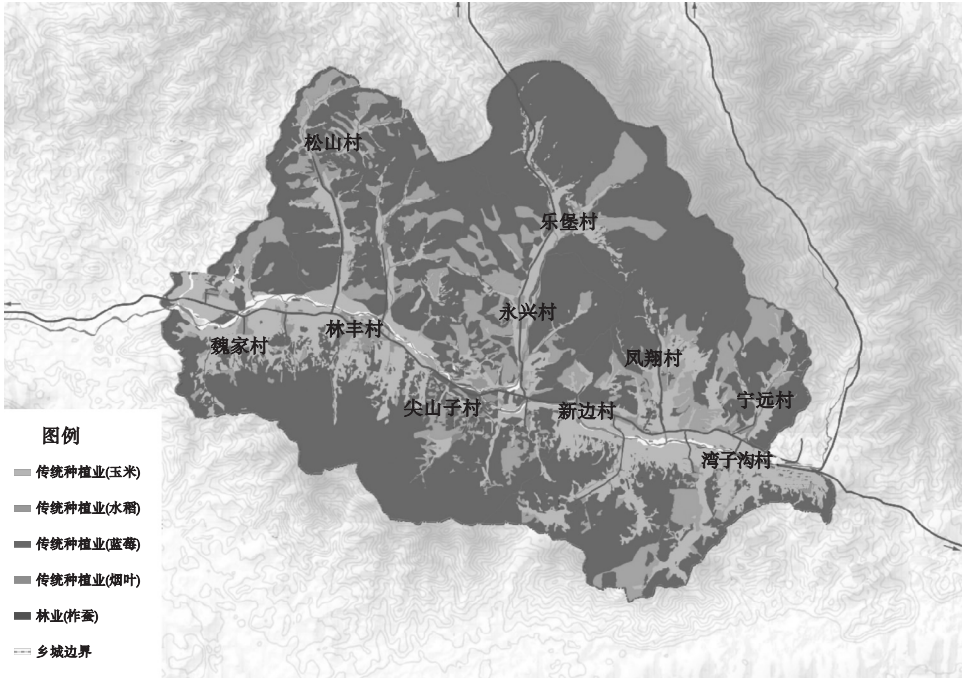 松山村
乐堡村
永兴村
林丰村
魏家村
凤翔村
尖山子村
新边村
宁远村
湾子沟村
图例
传统种植业(玉米)
传统种植业(水稻)
传统种植业(蓝莓)
传统种植业(烟叶)
林业(柞蚕)
乡城边界